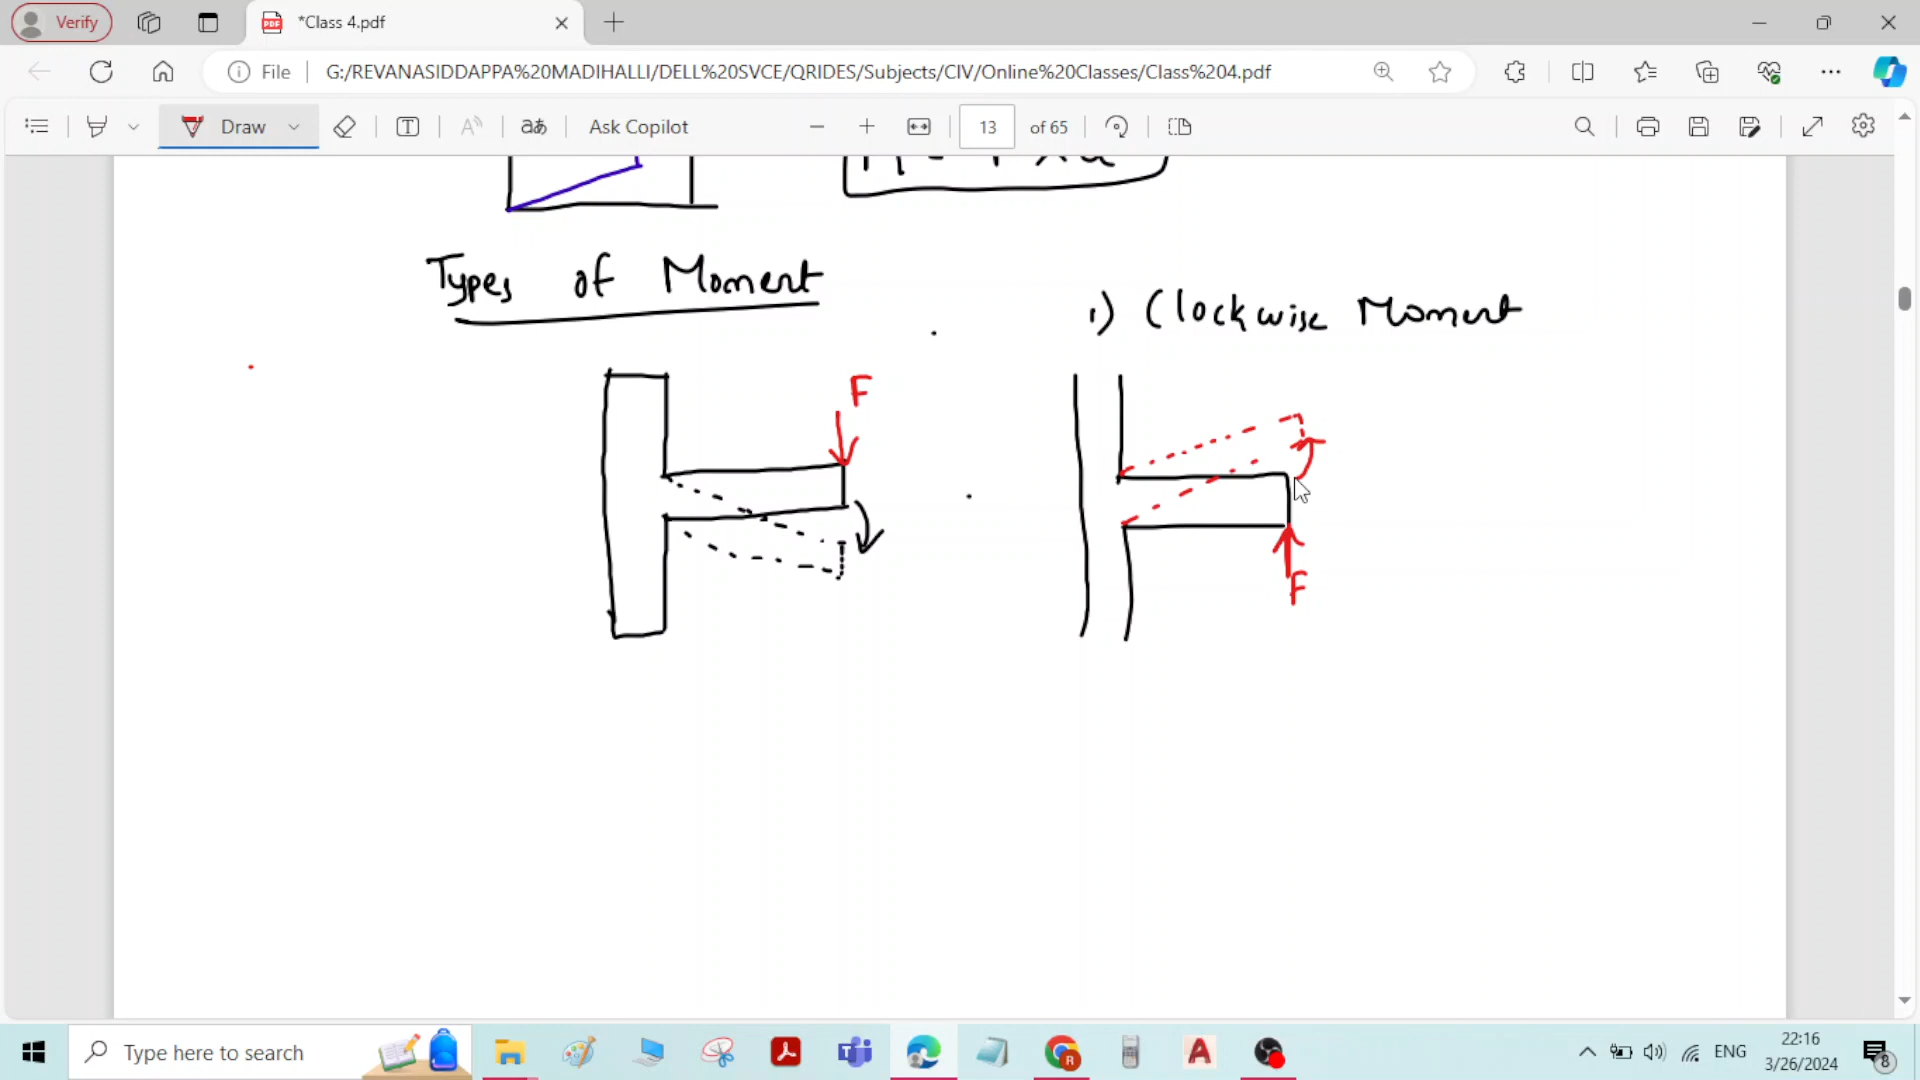 Verify
*Class 4.pdf
File
G:/REVANASIDDAPPA%20MADIHALLI/DELL%20SVCE/QRIDES/Subjects/CIV/Online%20Classes/Class%204.pdf
Draw
Ask Copilot
13 of 65
Types of Moment
1) Clockwise Moment
F
F
Type here to search
ENG
22:16
3/26/2024
8